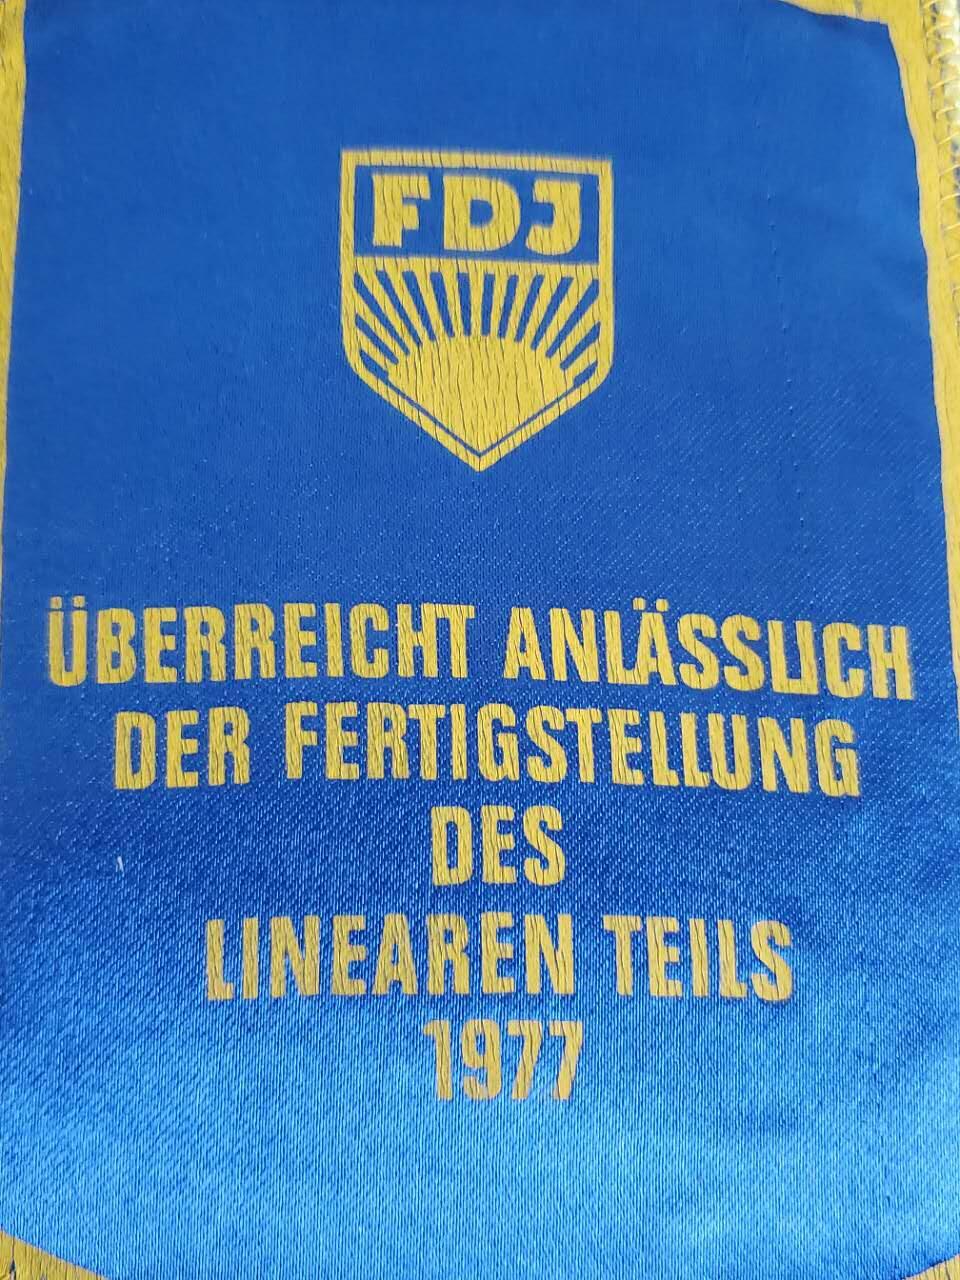 FDJ
ÜBERREICHT ANLÄSSLICH
DER FERTIGSTELLUNG
DES
LINEAREN TEILS
1977